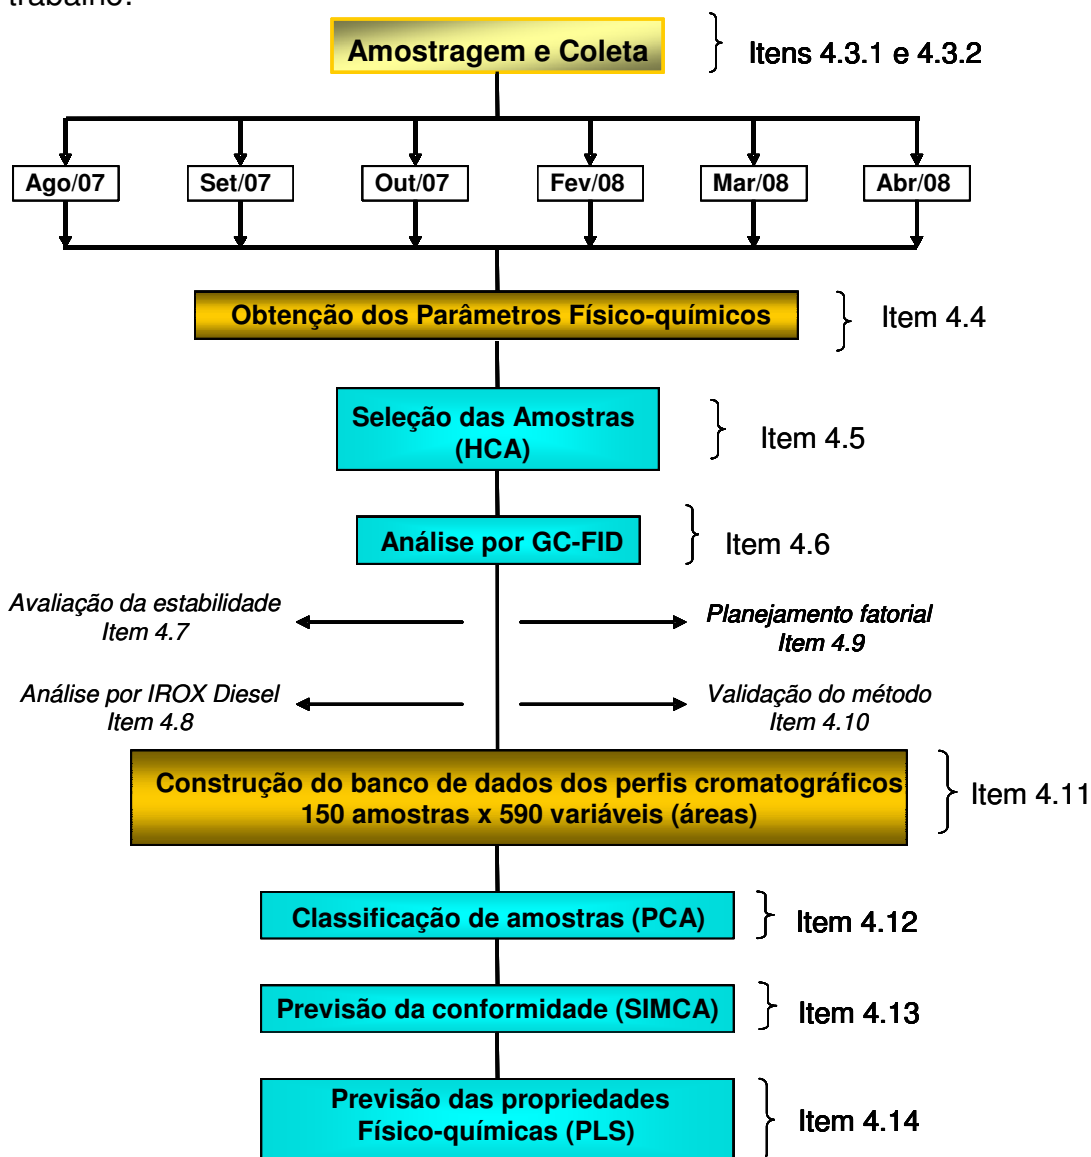 trabalho.
Amostragem e Coleta
Itens 4.3.1 e 4.3.2
Ago/07
Set/07
Out/07
Fev/08
Mar/08
Abr/08
Obtenção dos Parâmetros Físico-químicos
Item 4.4
Seleção das Amostras
(HCA)
Item 4.5
Análise por GC-FID
Item 4.6
Avaliação da estabilidade
Item 4.7
Planejamento fatorial
Item 4.9
Análise por IROX Diesel
Item 4.8
Validação do método
Item 4.10
Construção do banco de dados dos perfis cromatográficos
150 amostras x 590 variáveis (áreas)
Item 4.11
Classificação de amostras (PCA)
Item 4.12
Previsão da conformidade (SIMCA)
Item 4.13
Previsão das propriedades
Físico-químicas (PLS)
Item 4.14